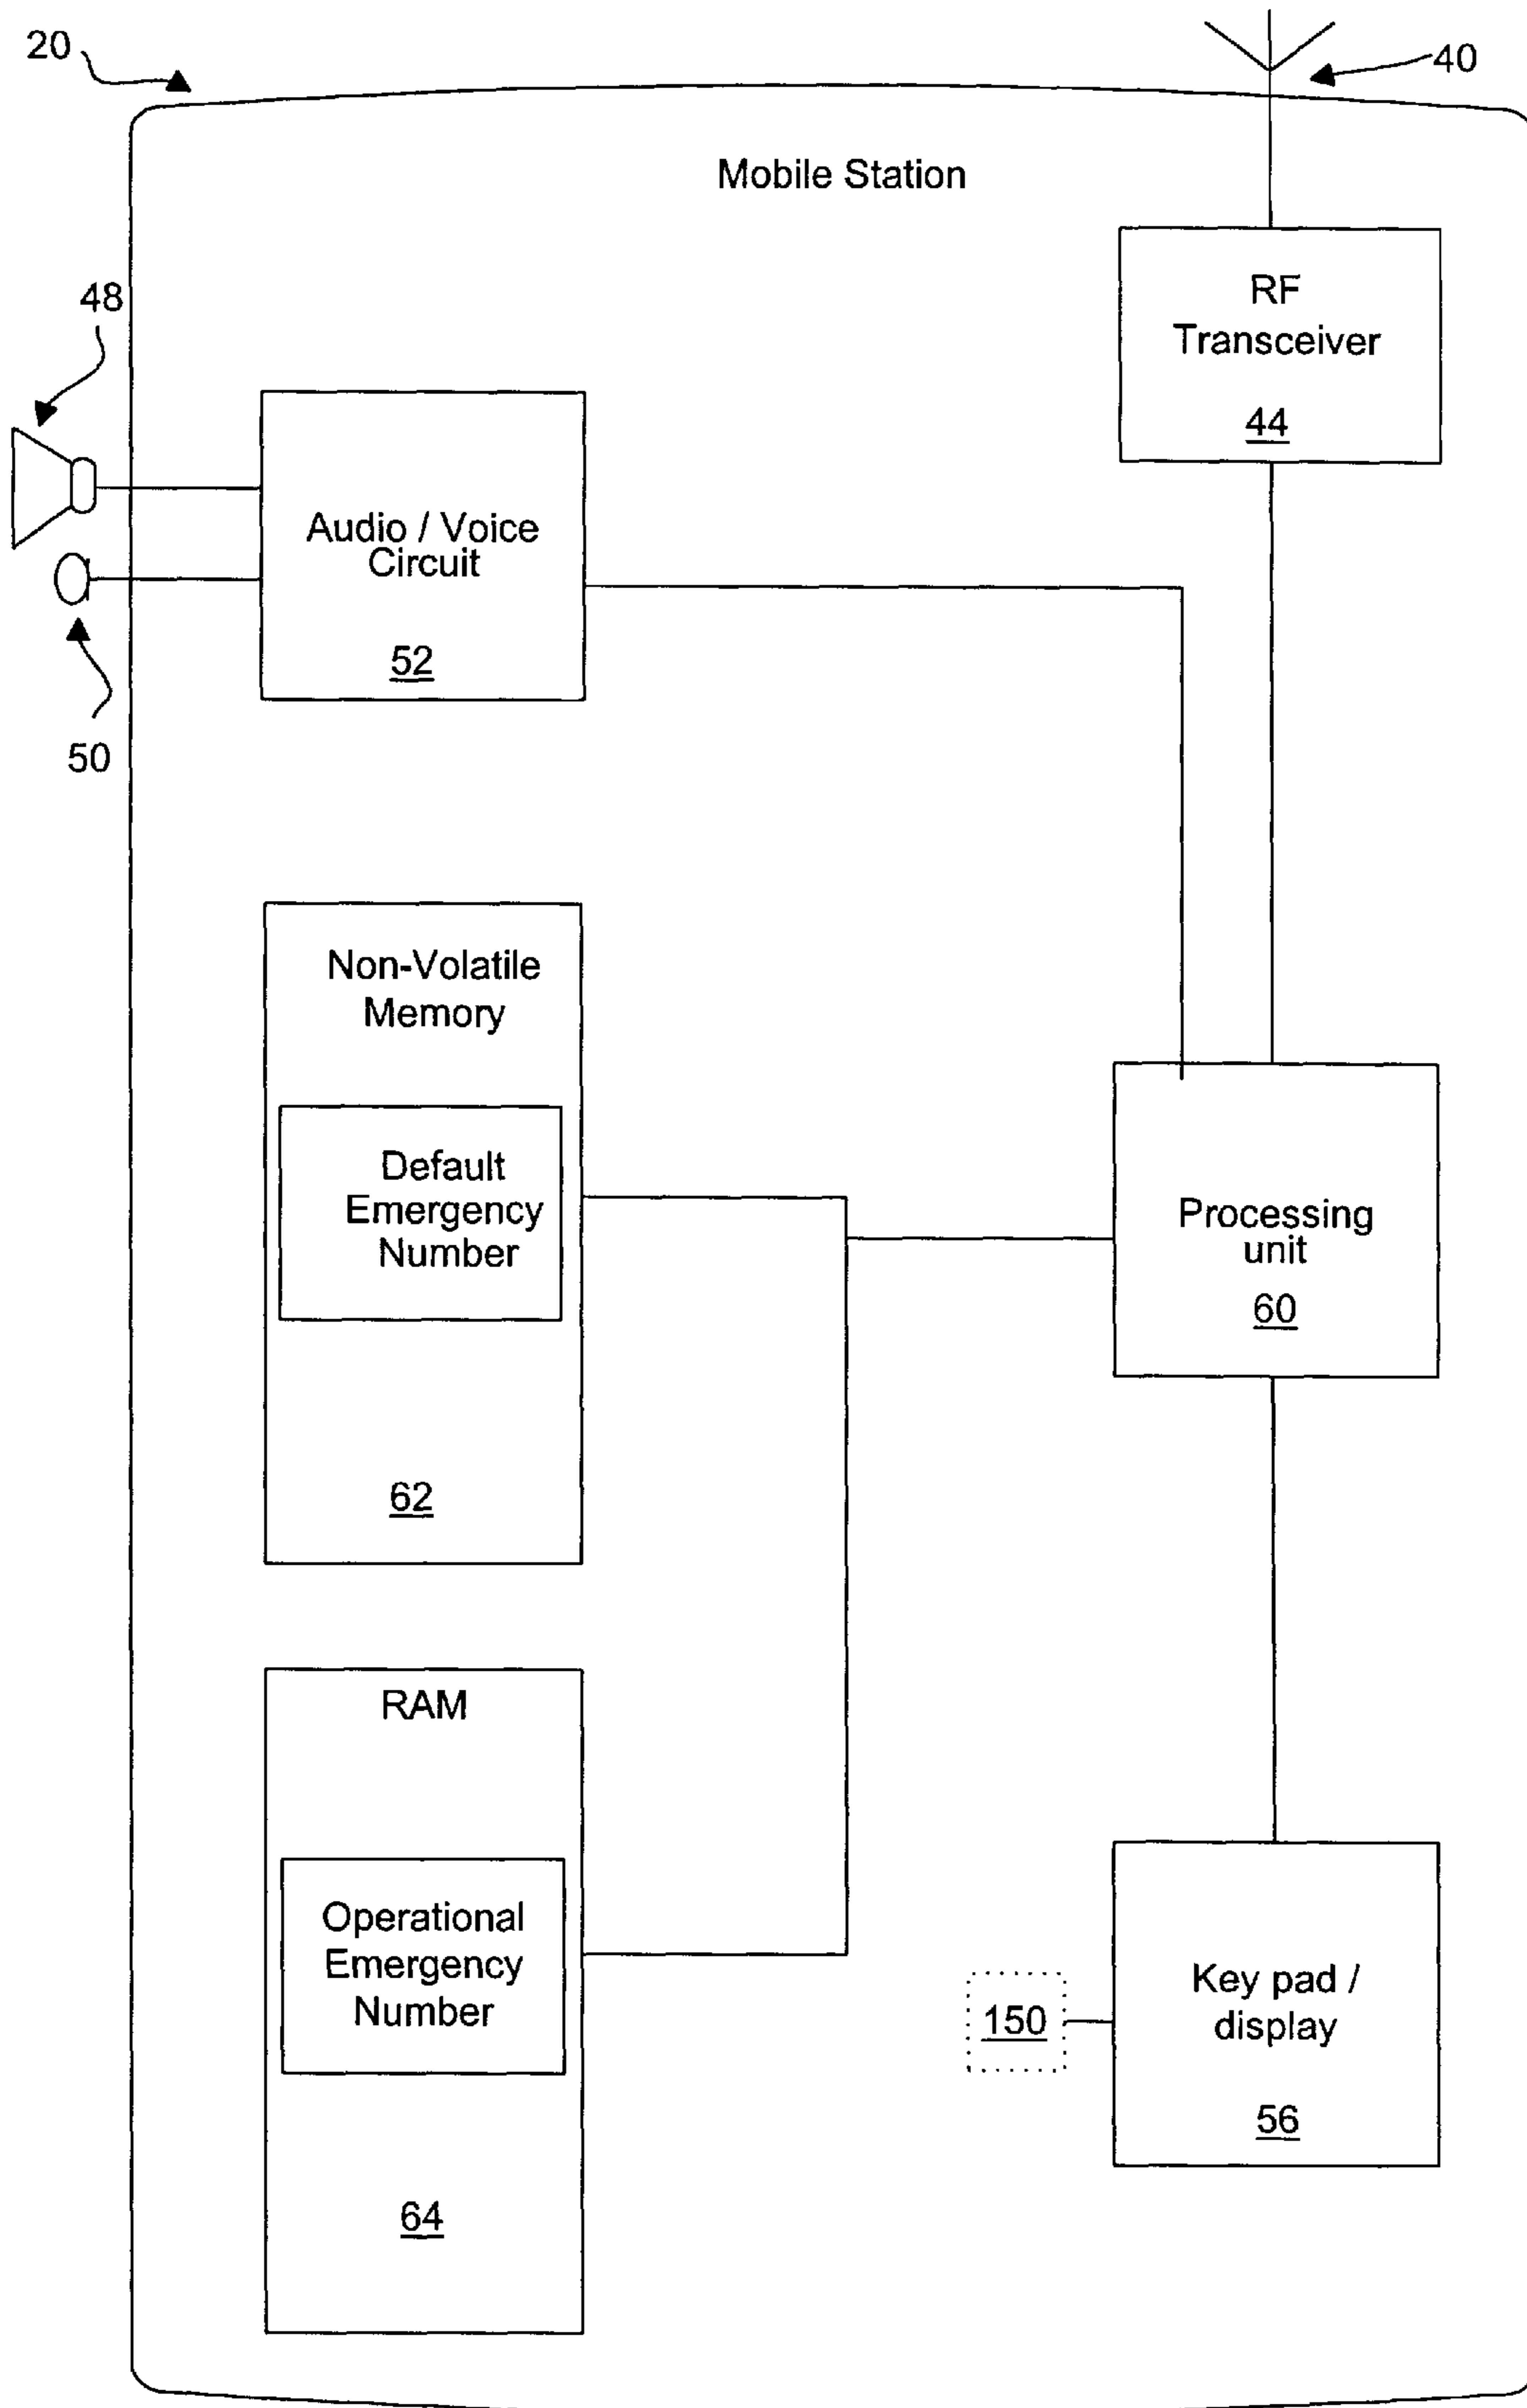 20
40
Mobile Station
48
RF
Transceiver
44
Audio / Voice
Circuit
52
50
Non-Volatile
Memory
Default
Emergency
Number
62
Processing
unit
60
RAM
Operational
Emergency
Number
64
150
Key pad /
display
56